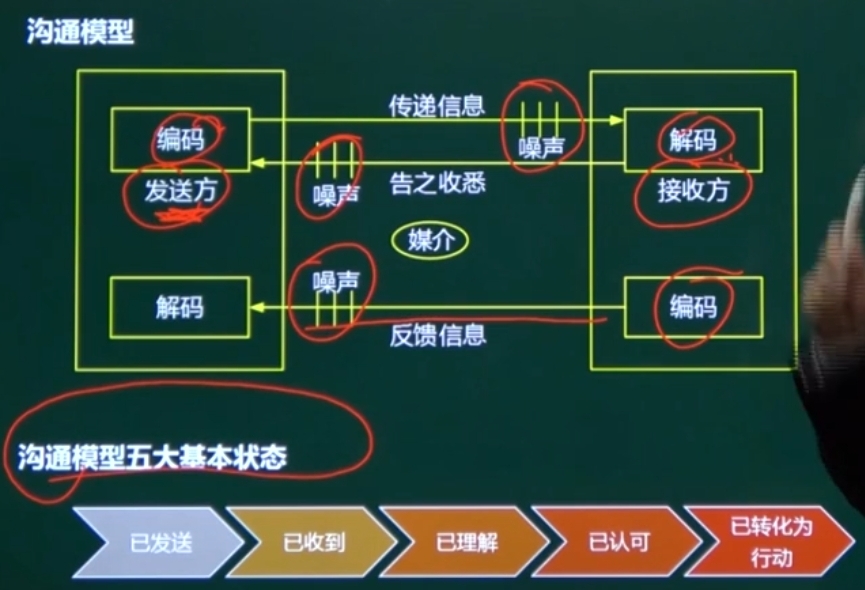 沟通模型
传递信息
编码
噪声
解码
发送方
噪声
告之收悉
接收方
媒介
噪声
解码
编码
反馈信息
沟通模型五大基本状态
已发送
已收到
已理解
已认可
已转化为
行动